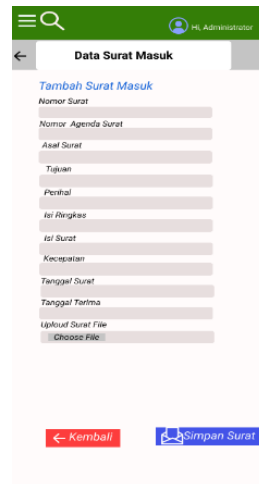 Hi, Administrator
Data Surat Masuk
Tambah Surat Masuk
Nomor Surat
Nomor Agenda Surat
Asal Surat
Tujuan
Perihal
Isi Ringkas
Isi Surat
Kecepatan
Tanggal Surat
Tanggal Terima
Uploud Surat File
Choose File
Kembali
Simpan Surat